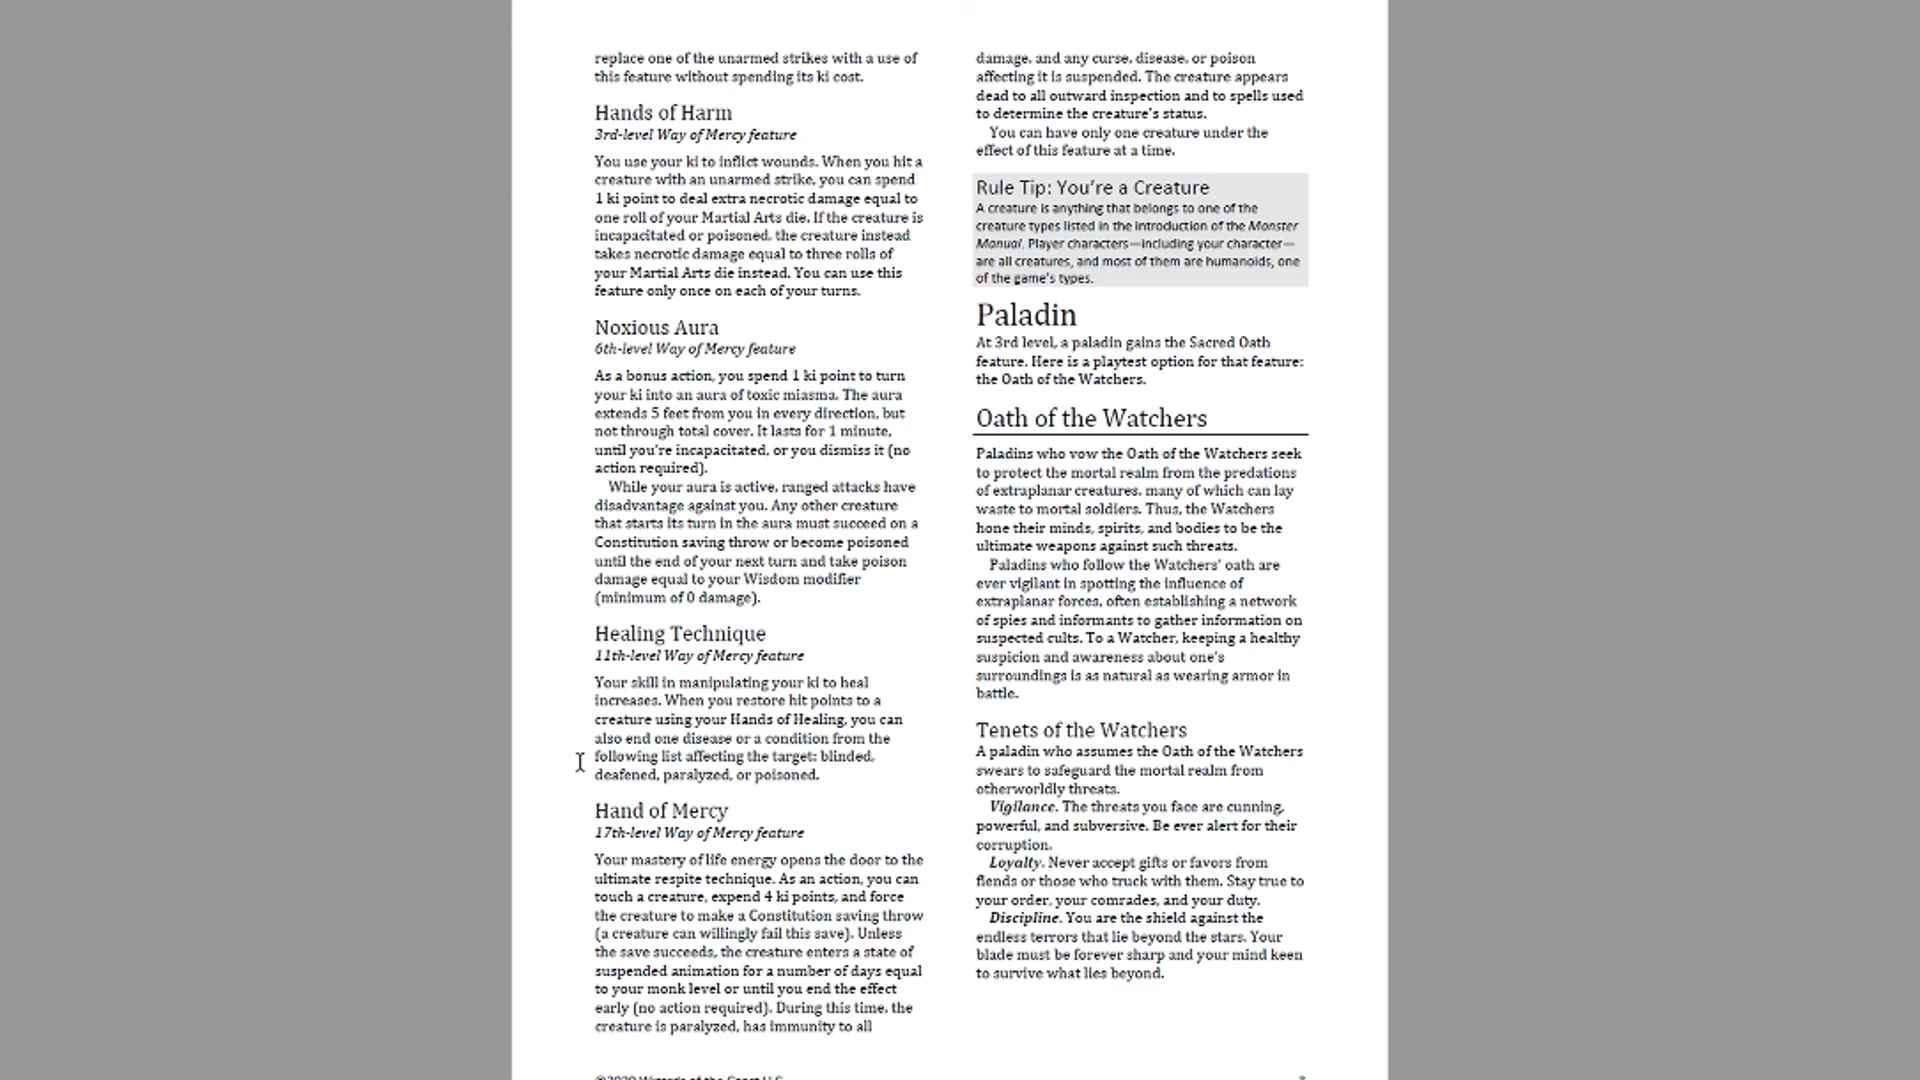 replace one of the unarmed strikes with a use of
this feature without spending its ki cost.
Hands of Harm
3rd-level Way of Mercy feature
You use your ki to inflict wounds. When you hit a
creature with an unarmed strike, you can spend
1 ki point to deal extra necrotic damage equal to
one roll of your Martial Arts die. If the creature is
incapacitated or poisoned, the creature instead
takes necrotic damage equal to three rolls of
your Martial Arts die instead. You can use this
feature only once on each of your turns.
Noxious Aura
6th-level Way of Mercy feature
As a bonus action, you spend 1 ki point to turn
your ki into an aura of toxic miasma. The aura
extends 5 feet from you in every direction, but
not through total cover. It lasts for 1 minute,
until you're incapacitated, or you dismiss it (no
action required).
While your aura is active, ranged attacks have
disadvantage against you. Any other creature
that starts its turn in the aura must succeed on a
Constitution saving throw or become poisoned
until the end of your next turn and take poison
damage equal to your Wisdom modifier
(minimum of 0 damage).
Healing Technique
11th-level Way of Mercy feature
Your skill in manipulating your ki to heal
increases. When you restore hit points to a
creature using your Hands of Healing, you can
also end one disease or a condition from the
following list affecting the target: blinded,
deafened, paralyzed, or poisoned.
Hand of Mercy
17th-level Way of Mercy feature
Your mastery of life energy opens the door to the
ultimate respite technique. As an action, you can
touch a creature, expend 4 ki points, and force
the creature to make a Constitution saving throw
(a creature can willingly fail this save). Unless
the save succeeds, the creature enters a state of
suspended animation for a number of days equal
to your monk level or until you end the effect
early (no action required). During this time, the
creature is paralyzed, has immunity to all
damage, and any curse, disease, or poison
affecting it is suspended. The creature appears
dead to all outward inspection and to spells used
to determine the creature's status.
You can have only one creature under the
effect of this feature at a time.
Rule Tip: You're a Creature
A creature is anything that belongs to one of the
creature types listed in the introduction of the Monster
Manual. Player characters—including your character—
are all creatures, and most of them are humanoids, one
of the game's types.
Paladin
At 3rd level, a paladin gains the Sacred Oath
feature. Here is a playtest option for that feature:
the Oath of the Watchers.
Oath of the Watchers
Paladins who vow the Oath of the Watchers seek
to protect the mortal realm from the predations
of extraplanar creatures, many of which can lay
waste to mortal soldiers. Thus, the Watchers
hone their minds, spirits, and bodies to be the
ultimate weapons against such threats.
Paladins who follow the Watchers' oath are
ever vigilant in spotting the influence of
extraplanar forces, often establishing a network
of spies and informants to gather information on
suspected cults. To a Watcher, keeping a healthy
suspicion and awareness about one's
surroundings is as natural as wearing armor in
battle.
Tenets of the Watchers
A paladin who assumes the Oath of the Watchers
swears to safeguard the mortal realm from
otherworldly threats.
Vigilance. The threats you face are cunning,
powerful, and subversive. Be ever alert for their
corruption.
Loyalty. Never accept gifts or favors from
fiends or those who truck with them. Stay true to
your order, your comrades, and your duty.
Discipline. You are the shield against the
endless terrors that lie beyond the stars. Your
blade must be forever sharp and your mind keen
to survive what lies beyond.
©2020 Wizards of the Coast LLC